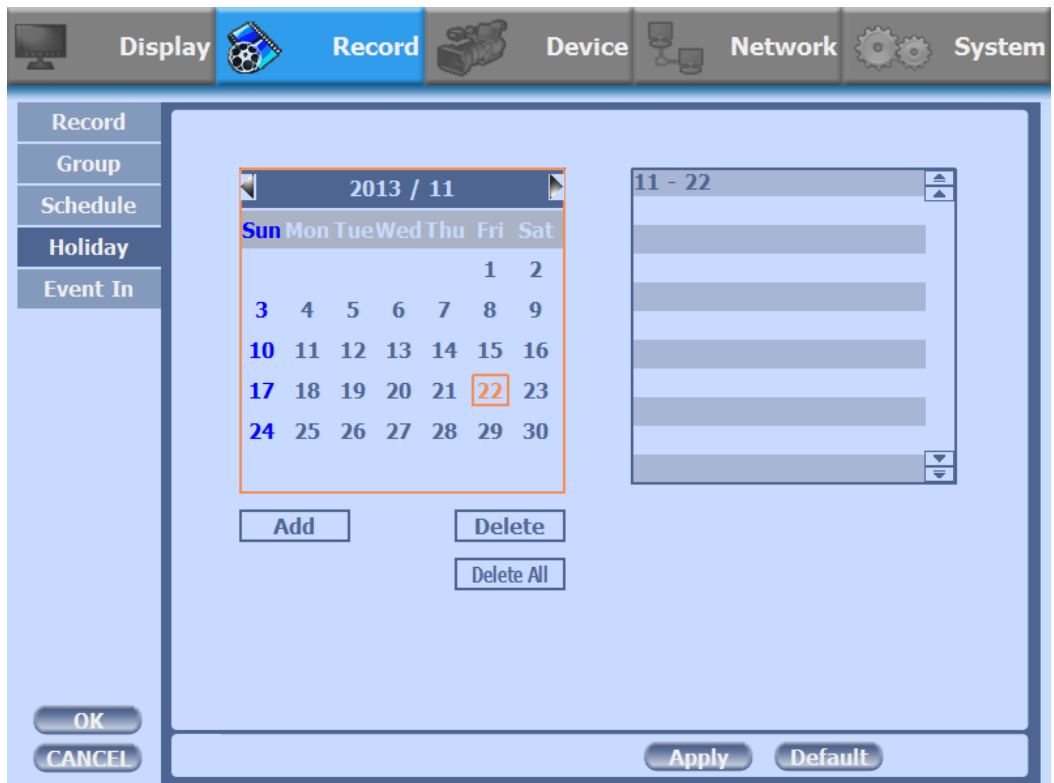 Display Record Device Network System
Record
Group
Schedule
Holiday
Event In
2013 / 11
Sun Mon Tue Wed Thu Fri Sat
1 2
3 4 5 6 7 8 9
10 11 12 13 14 15 16
17 18 19 20 21 22 23
24 25 26 27 28 29 30
Add Delete
Delete All
11 - 22
OK
CANCEL
Apply Default